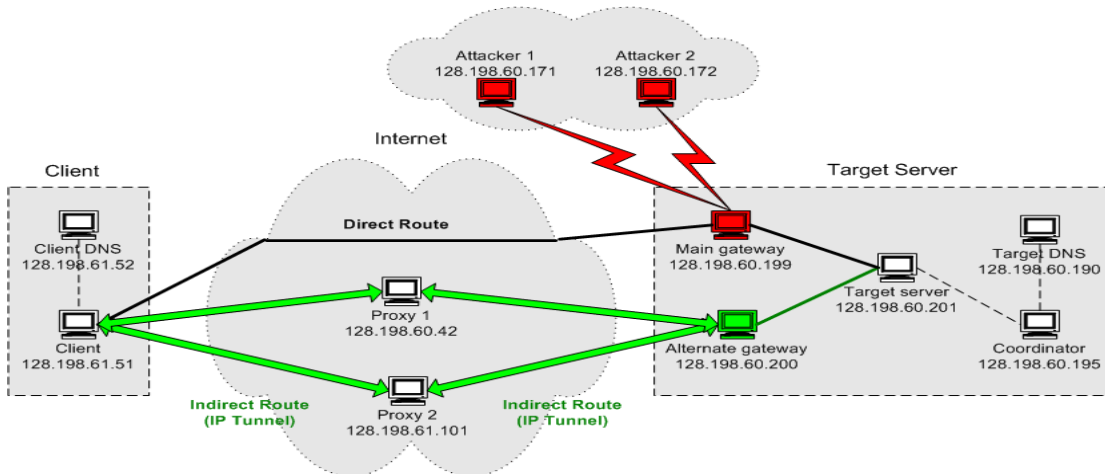 Attacker 1
128.198.60.171
Attacker 2
128.198.60.172
Internet
Client
Target Server
Direct Route
Client DNS
128.198.61.52
Main gateway
128.198.60.199
Target DNS
128.198.60.190
Target server
128.198.60.201
Proxy 1
128.198.60.42
Client
128.198.61.51
Alternate gateway
128.198.60.200
Coordinator
128.198.60.195
Indirect Route
(IP Tunnel)
Proxy 2
128.198.61.101
Indirect Route
(IP Tunnel)